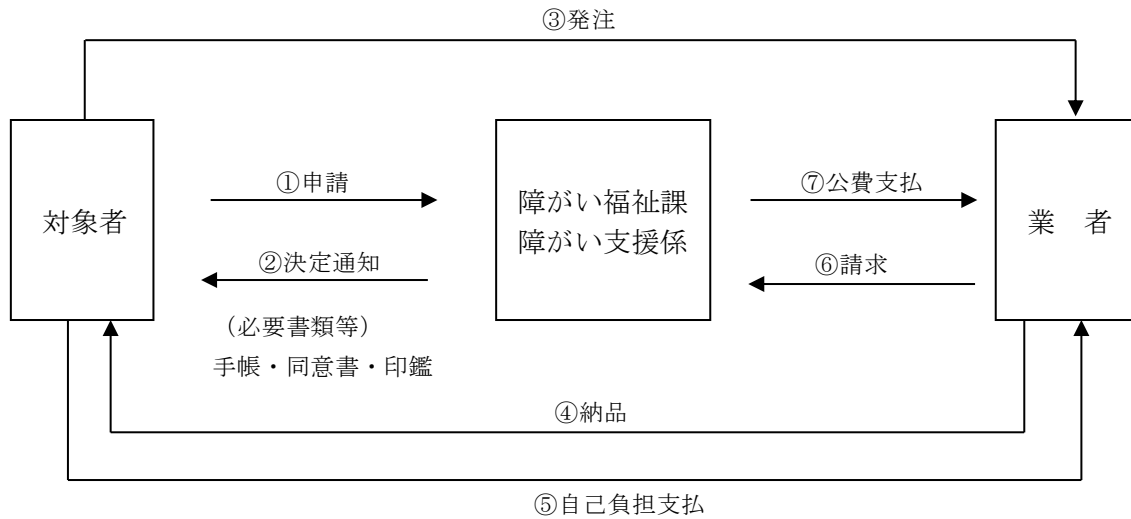 ③発注
対象者
①申請
②決定通知
（必要書類等）
手帳・同意書・印鑑
障がい福祉課
障がい支援係
⑦公費支払
⑥請求
業　者
④納品
⑤自己負担支払